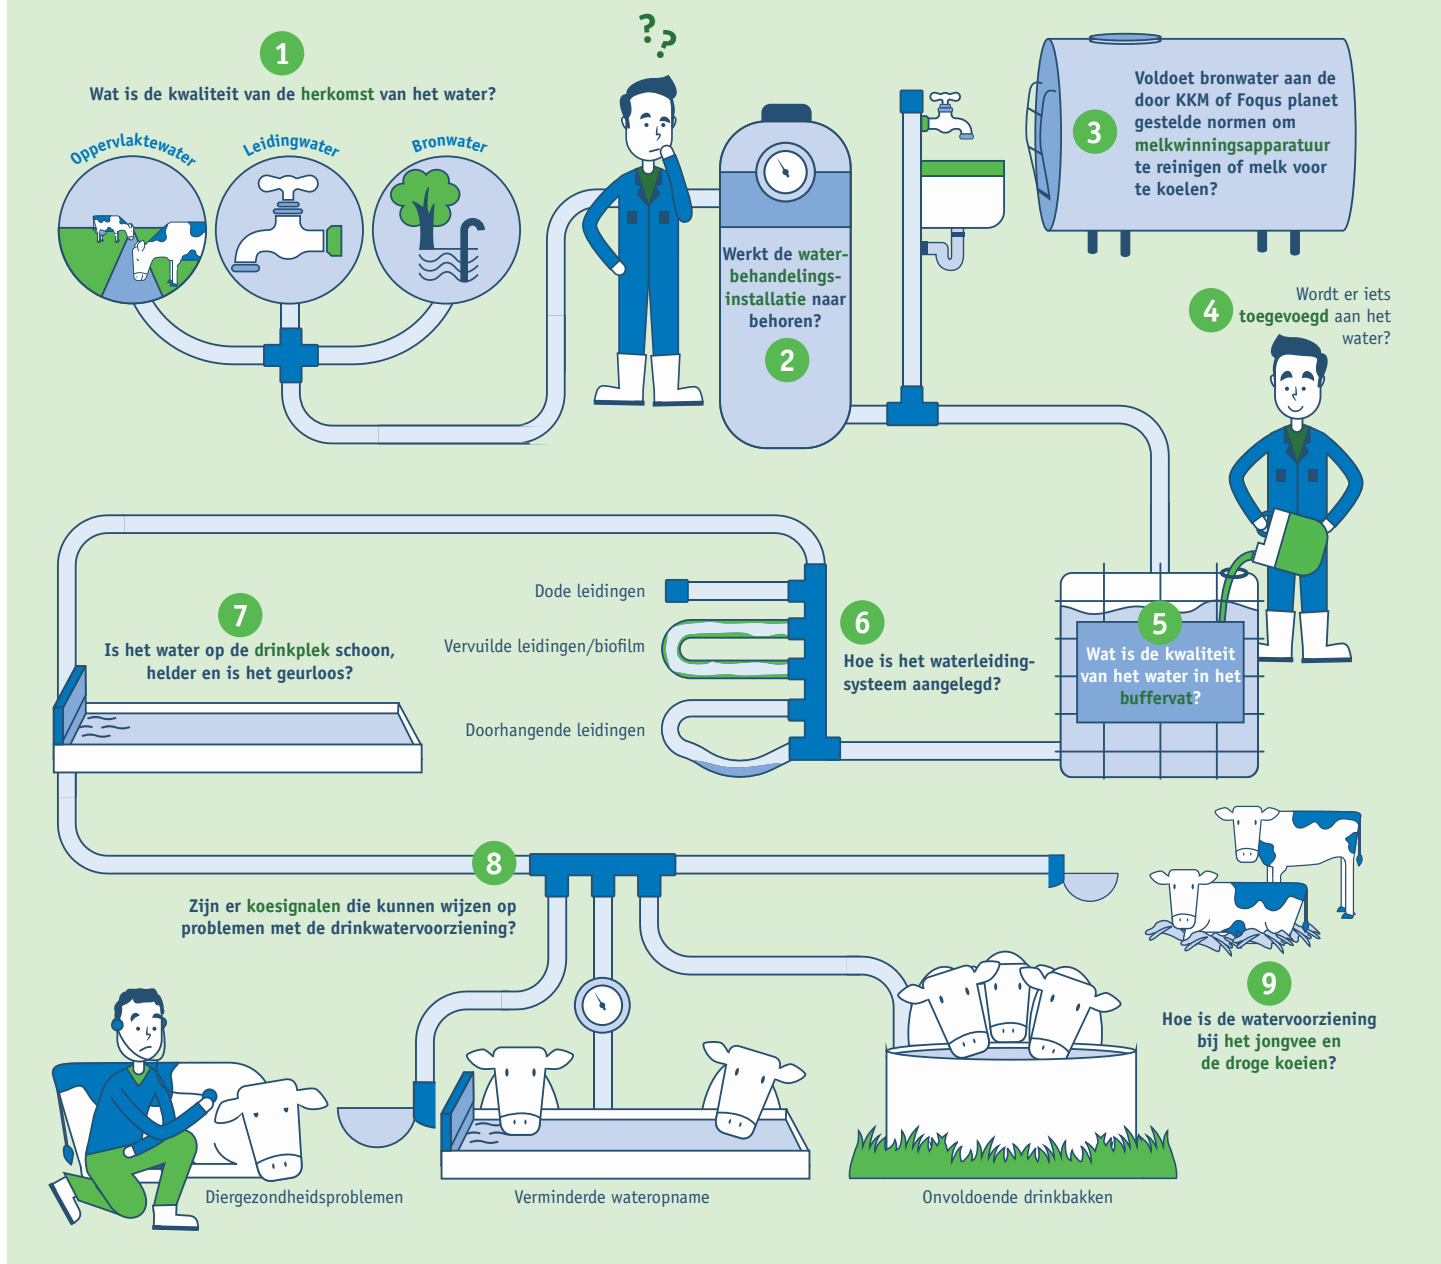 ??
1
Wat is de kwaliteit van de herkomst van het water?
Oppervlaktewater
Leidingwater
Bronwater
Werkt de water-
behandelings-
installatie naar
behoren?
2
3
Voldoet bronwater aan de
door KKM of Foqus planet
gestelde normen om
melkwinningsapparatuur
te reinigen of melk voor
te koelen?
4
Wordt er iets
toegevoegd aan het
water?
5
Wat is de kwaliteit
van het water in het
buffervat?
6
Hoe is het waterleiding-
systeem aangelegd?
Dode leidingen
Vervuilde leidingen/biofilm
Doorhangende leidingen
7
Is het water op de drinkplek schoon,
helder en is het geurloos?
8
Zijn er koesignalen die kunnen wijzen op
problemen met de drinkwatervoorziening?
9
Hoe is de watervoorziening
bij het jongvee en
de droge koeien?
Diergezondheidsproblemen
Verminderde wateropname
Onvoldoende drinkbakken